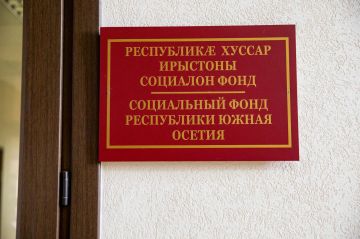 РЕСПУБЛИКӔ ХУССАР
ИРЫСТОНЫ
СОЦИАЛОН ФОНД
СОЦИАЛЬНЫЙ ФОНД
РЕСПУБЛИКИ ЮЖНАЯ
ОСЕТИЯ